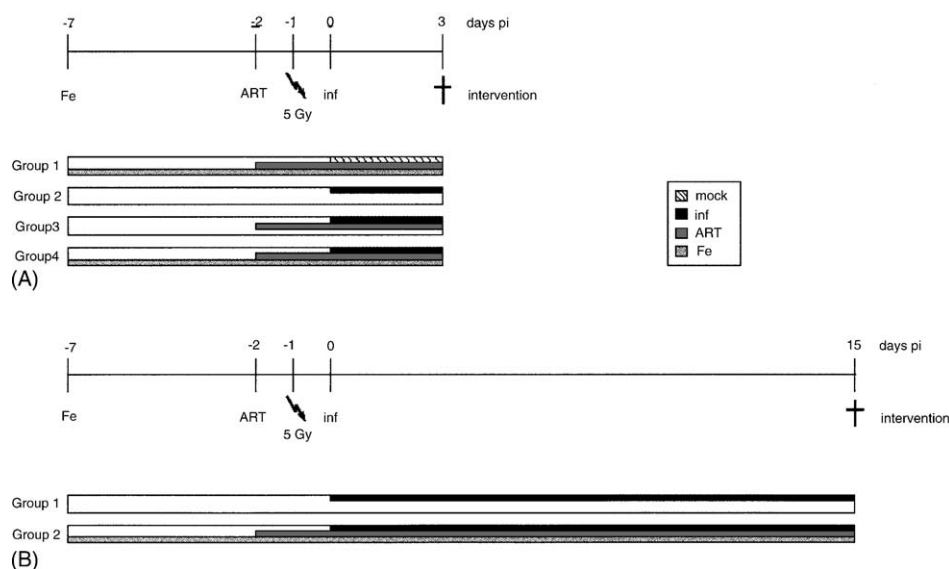 -7 -2 -1 0 3 days pi
Fe ART inf intervention
5 Gy
Group 1
Group 2
Group3
Group4
mock
inf
ART
Fe
(A)
-7 -2 -1 0 15 days pi
Fe ART inf intervention
5 Gy
Group 1
Group 2
(B)